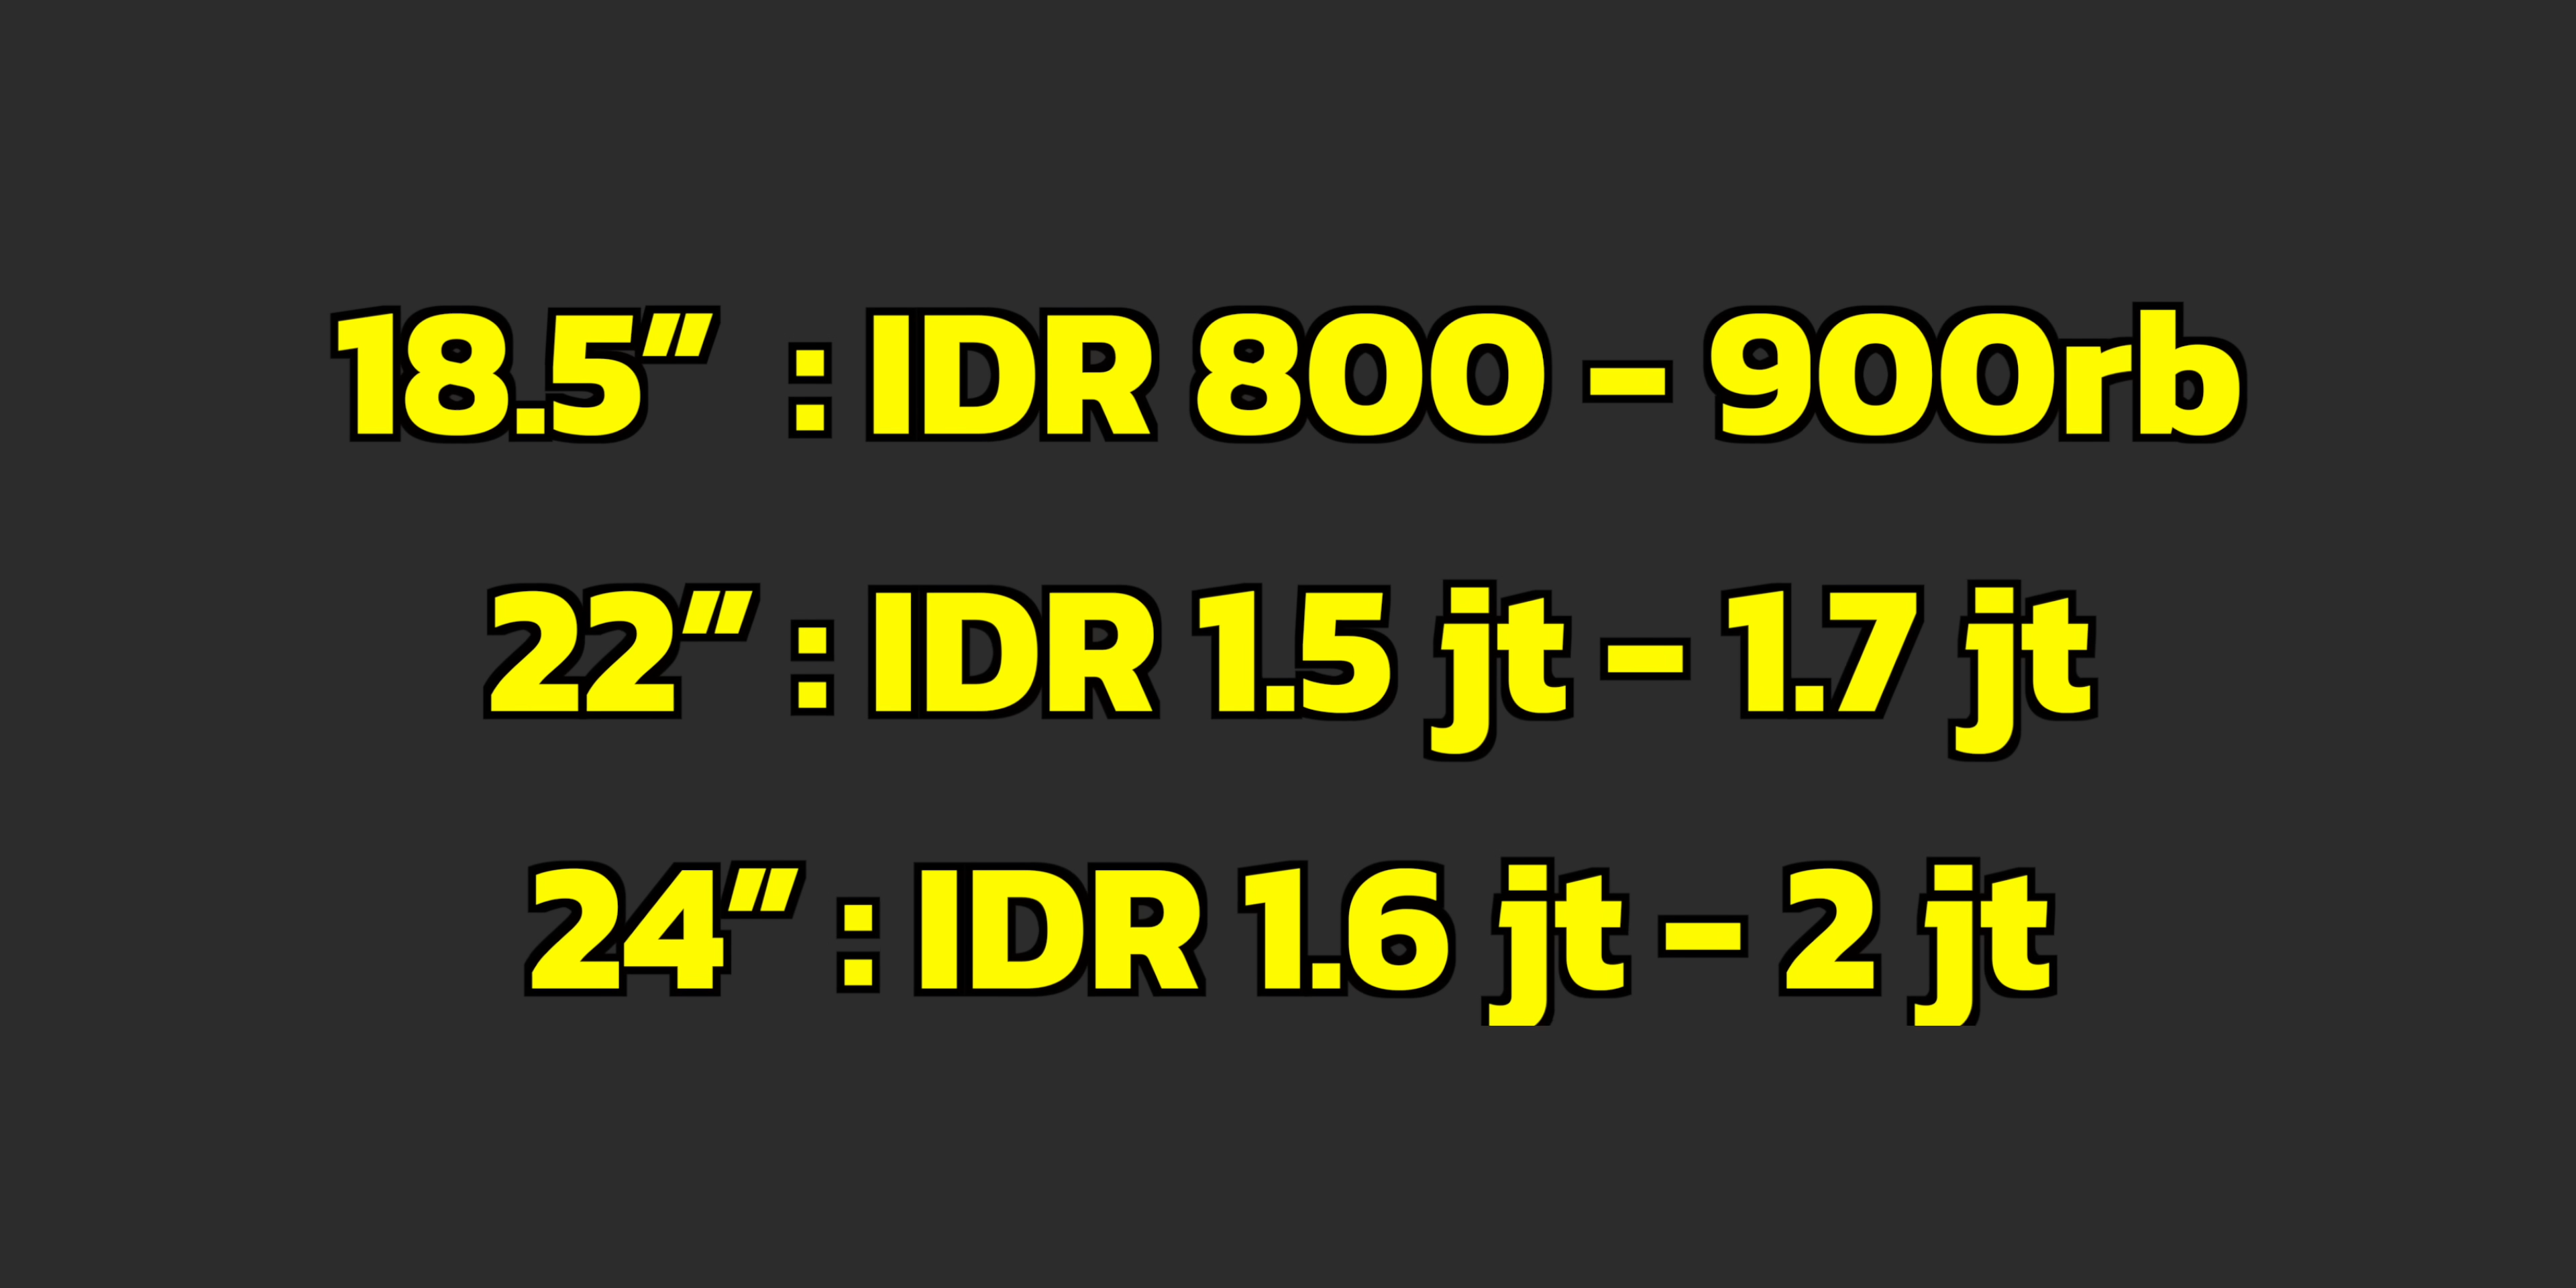 18.5” : IDR 800 – 900rb
22” : IDR 1.5 jt – 1.7 jt
24” : IDR 1.6 jt – 2 jt